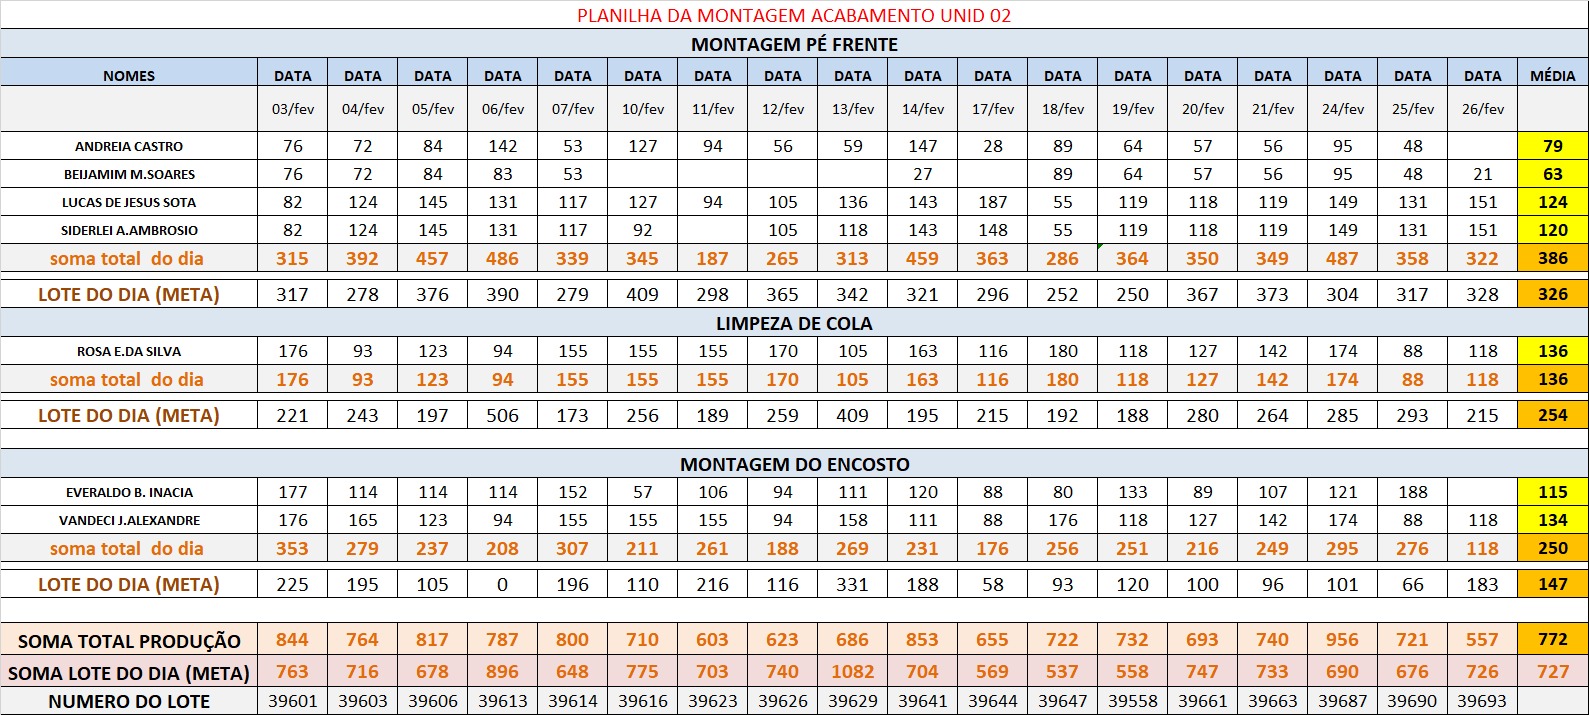 PLANILHA DA MONTAGEM ACABAMENTO UNID 02
MONTAGEM PÉ FRENTE
NOMES DATA DATA DATA DATA DATA DATA DATA DATA DATA DATA DATA DATA DATA DATA DATA DATA DATA DATA MÉDIA
03/fev 04/fev 05/fev 06/fev 07/fev 10/fev 11/fev 12/fev 13/fev 14/fev 17/fev 18/fev 19/fev 20/fev 21/fev 24/fev 25/fev 26/fev
ANDREIA CASTRO 76 72 84 142 53 127 94 56 59 147 28 89 64 57 56 95 48 79
BEIJAMIM M.SOARES 76 72 84 83 53 27 89 64 57 56 95 48 21 63
LUCAS DE JESUS SOTA 82 124 145 131 117 127 94 105 136 143 187 55 119 118 119 149 131 151 124
SIDERLEI A.AMBROSIO 82 124 145 131 117 92 105 118 143 148 55 119 118 119 149 131 151 120
soma total do dia 315 392 457 486 339 345 187 265 313 459 363 286 364 350 349 487 358 322 386
LOTE DO DIA (META) 317 278 376 390 279 409 298 365 342 321 296 252 250 367 373 304 317 328 326
LIMPEZA DE COLA
ROSA E.DA SILVA 176 93 123 94 155 155 155 170 105 163 116 180 118 127 142 174 88 118 136
soma total do dia 176 93 123 94 155 155 155 170 105 163 116 180 118 127 142 174 88 118 136
LOTE DO DIA (META) 221 243 197 506 173 256 189 259 409 195 215 192 188 280 264 285 293 215 254
MONTAGEM DO ENCOSTO
EVERALDO B. INACIA 177 114 114 114 152 57 106 94 111 120 88 80 133 89 107 121 188 115
VANDECI J.ALEXANDRE 176 165 123 94 155 155 155 94 158 111 88 176 118 127 142 174 88 118 134
soma total do dia 353 279 237 208 307 211 261 188 269 231 176 256 251 216 249 295 276 118 250
LOTE DO DIA (META) 225 195 105 0 196 110 216 116 331 188 58 93 120 100 96 101 66 183 147
SOMA TOTAL PRODUÇÃO 844 764 817 787 800 710 603 623 686 853 655 722 732 693 740 956 721 557 772
SOMA LOTE DO DIA (META) 763 716 678 896 648 775 703 740 1082 704 569 537 558 747 733 690 676 726 727
NUMERO DO LOTE 39601 39603 39606 39613 39614 39616 39623 39626 39629 39641 39644 39647 39558 39661 39663 39687 39690 39693